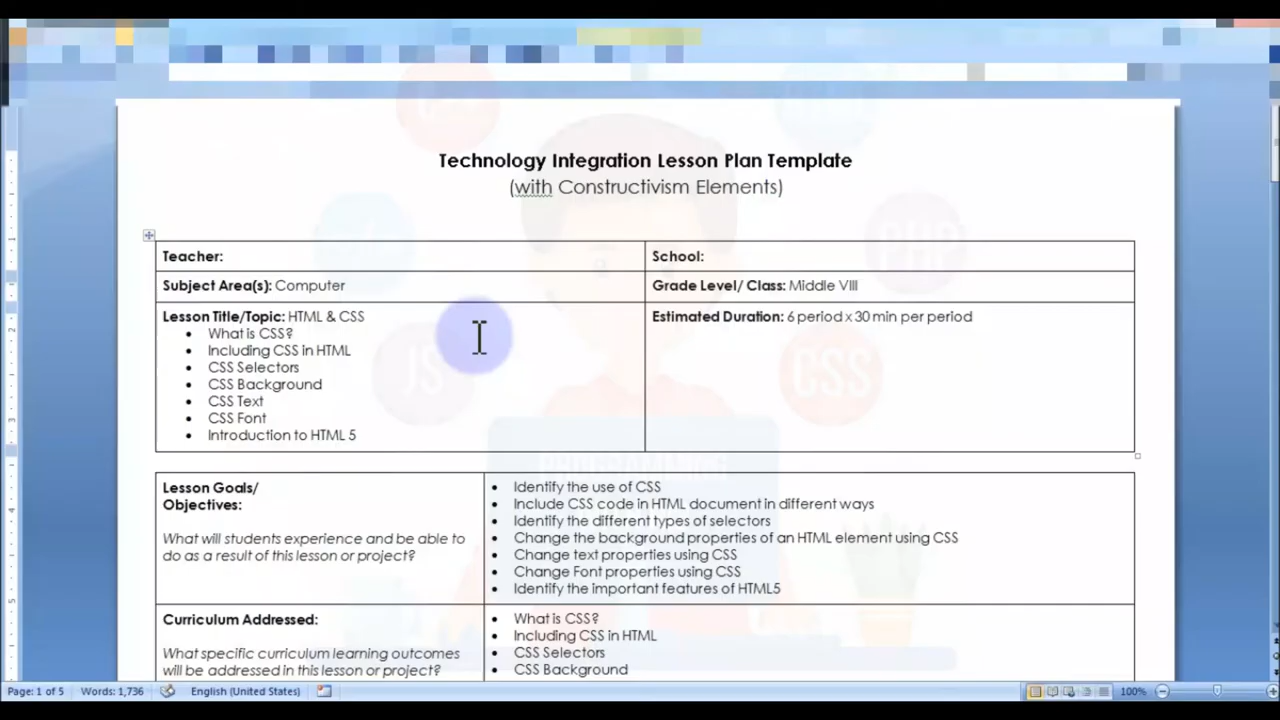 Technology Integration Lesson Plan Template
(with Constructivism Elements)
Teacher:
School:
Subject Area(s): Computer
Grade Level/ Class: Middle VIII
Lesson Title/Topic: HTML & CSS
Estimated Duration: 6 period x 30 min per period
• What is CSS?
• Including CSS in HTML
• CSS Selectors
• CSS Background
• CSS Text
• CSS Font
• Introduction to HTML 5
JS
CSS
PHP
Lesson Goals/
Objectives:
What will students experience and be able to
do as a result of this lesson or project?
• Identify the use of CSS
• Include CSS code in HTML document in different ways
• Identify the different types of selectors
• Change the background properties of an HTML element using CSS
• Change text properties using CSS
• Change Font properties using CSS
• Identify the important features of HTML5
Curriculum Addressed:
What specific curriculum learning outcomes
will be addressed in this lesson or project?
• What is CSS?
• Including CSS in HTML
• CSS Selectors
• CSS Background
Page: 1 of 5
Words: 1,736
English (United States)
100%